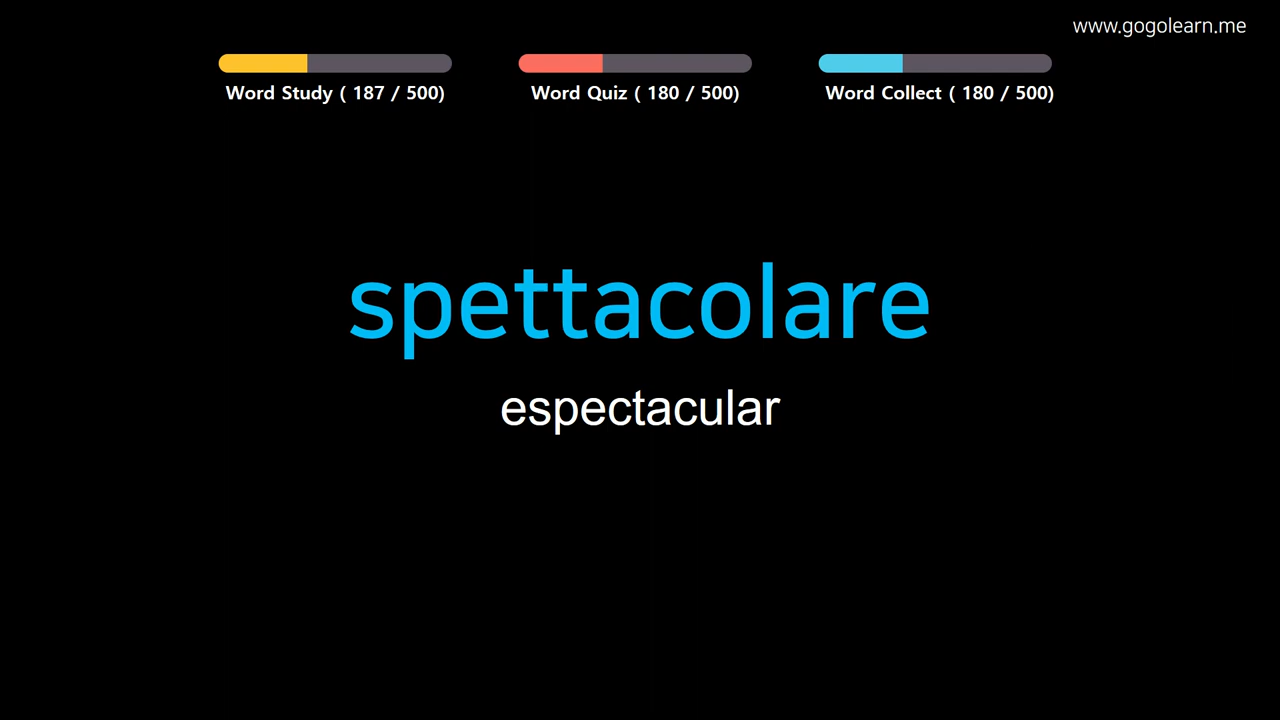 www.gogolearn.me
Word Study ( 187 / 500)
Word Quiz ( 180 / 500)
Word Collect ( 180 / 500)
spettacolare
espectacular